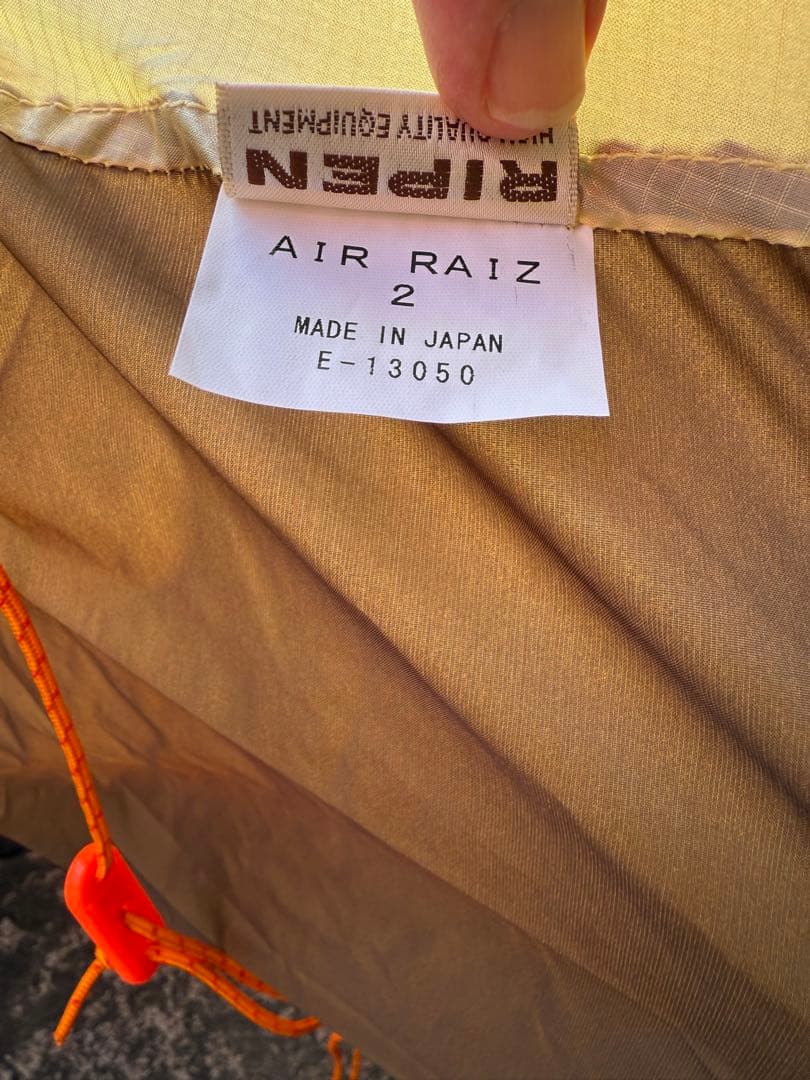 RIPEN
HIGH QUALITY EQUIPMENT
AIR RAIZ
2
MADE IN JAPAN
E-13050